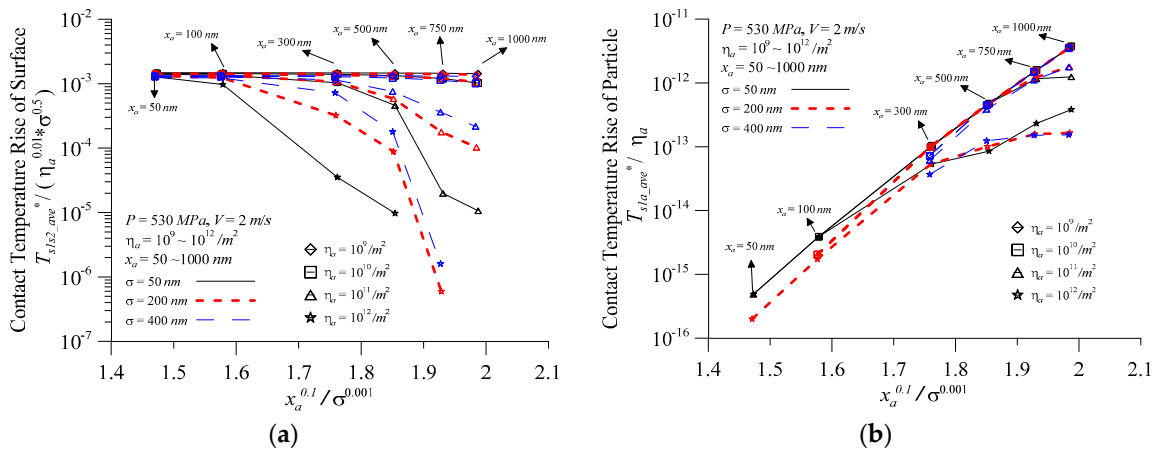 Contact Temperature Rise of Surface
T_{s1s2_ave}^* / ( η_a^{0.01} * σ^{0.5} )
10^{-2}
10^{-3}
10^{-4}
10^{-5}
10^{-6}
10^{-7}
x_a = 50 nm
x_a = 100 nm
x_a = 300 nm
x_a = 500 nm
x_a = 750 nm
x_a = 1000 nm
P = 530 MPa, V = 2 m/s
η_a = 10^9 ~ 10^{12}/m^2
x_a = 50 ~1000 nm
σ = 50 nm
σ = 200 nm
σ = 400 nm
η_a = 10^9/m^2
η_a = 10^{10}/m^2
η_a = 10^{11}/m^2
η_a = 10^{12}/m^2
1.4 1.5 1.6 1.7 1.8 1.9 2 2.1
x_a^{0.1} / σ^{0.001}
(a)
Contact Temperature Rise of Particle
T_{s1a_ave}^* / η_a
10^{-11}
10^{-12}
10^{-13}
10^{-14}
10^{-15}
10^{-16}
P = 530 MPa, V = 2 m/s
η_a = 10^9 ~ 10^{12}/m^2
x_a = 50 ~1000 nm
σ = 50 nm
σ = 200 nm
σ = 400 nm
x_a = 1000 nm
x_a = 750 nm
x_a = 500 nm
x_a = 300 nm
x_a = 100 nm
x_a = 50 nm
η_a = 10^9/m^2
η_a = 10^{10}/m^2
η_a = 10^{11}/m^2
η_a = 10^{12}/m^2
1.4 1.5 1.6 1.7 1.8 1.9 2 2.1
x_a^{0.1} / σ^{0.001}
(b)